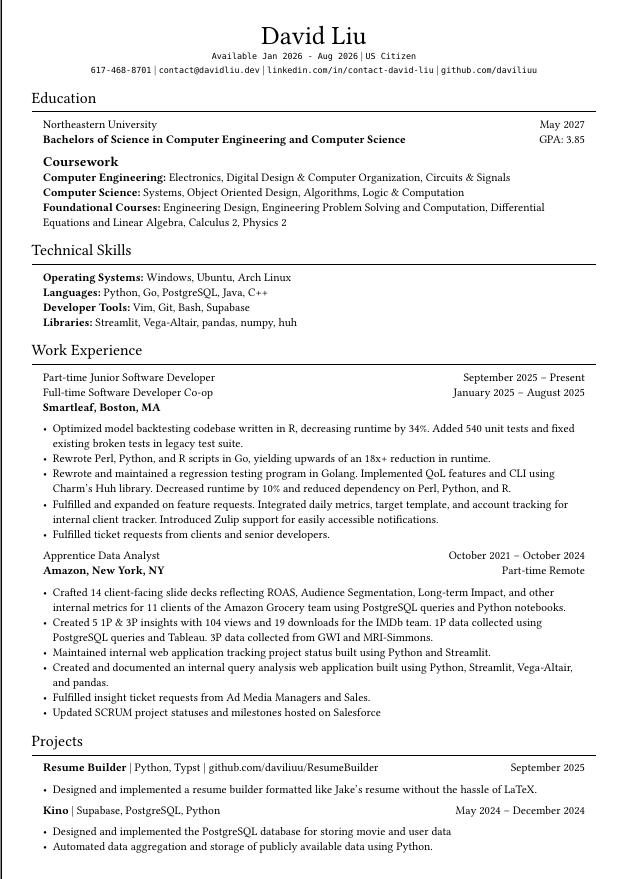 David Liu
Available Jan 2026 - Aug 2026 | US Citizen
617-468-8701 | contact@davidliu.dev | linkedin.com/in/contact-david-liu | github.com/daviliuu
Education
Northeastern University May 2027
Bachelors of Science in Computer Engineering and Computer Science GPA: 3.85
Coursework
Computer Engineering: Electronics, Digital Design & Computer Organization, Circuits & Signals
Computer Science: Systems, Object Oriented Design, Algorithms, Logic & Computation
Foundational Courses: Engineering Design, Engineering Problem Solving and Computation, Differential
Equations and Linear Algebra, Calculus 2, Physics 2
Technical Skills
Operating Systems: Windows, Ubuntu, Arch Linux
Languages: Python, Go, PostgreSQL, Java, C++
Developer Tools: Vim, Git, Bash, Supabase
Libraries: Streamlit, Vega-Altair, pandas, numpy, huh
Work Experience
Part-time Junior Software Developer September 2025 – Present
Full-time Software Developer Co-op January 2025 – August 2025
Smartleaf, Boston, MA
• Optimized model backtesting codebase written in R, decreasing runtime by 34%. Added 540 unit tests and fixed
existing broken tests in legacy test suite.
• Rewrote Perl, Python, and R scripts in Go, yielding upwards of an 18x+ reduction in runtime.
• Rewrote and maintained a regression testing program in Golang. Implemented QoL features and CLI using
Charm's Huh library. Decreased runtime by 10% and reduced dependency on Perl, Python, and R.
• Fulfilled and expanded on feature requests. Integrated daily metrics, target template, and account tracking for
internal client tracker. Introduced Zulip support for easily accessible notifications.
• Fulfilled ticket requests from clients and senior developers.
Apprentice Data Analyst October 2021 – October 2024
Amazon, New York, NY Part-time Remote
• Crafted 14 client-facing slide decks reflecting ROAS, Audience Segmentation, Long-term Impact, and other
internal metrics for 11 clients of the Amazon Grocery team using PostgreSQL queries and Python notebooks.
• Created 5 1P & 3P insights with 104 views and 19 downloads for the IMDb team. 1P data collected using
PostgreSQL queries and Tableau. 3P data collected from GWI and MRI-Simmons.
• Maintained internal web application tracking project status built using Python and Streamlit.
• Created and documented an internal query analysis web application built using Python, Streamlit, Vega-Altair,
and pandas.
• Fulfilled insight ticket requests from Ad Media Managers and Sales.
• Updated SCRUM project statuses and milestones hosted on Salesforce
Projects
Resume Builder | Python, Typst | github.com/daviliuu/ResumeBuilder September 2025
• Designed and implemented a resume builder formatted like Jake's resume without the hassle of LaTeX.
Kino | Supabase, PostgreSQL, Python May 2024 – December 2024
• Designed and implemented the PostgreSQL database for storing movie and user data
• Automated data aggregation and storage of publicly available data using Python.